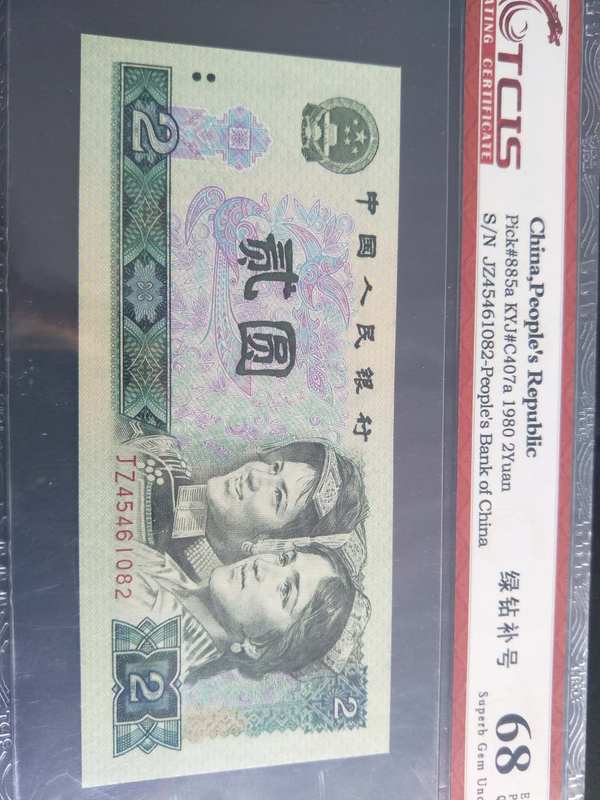 TCIS
ATING CERTIFICATE
China,People's Republic
Pick#885a KYJ#C407a 1980 2Yuan
S/N JZ45461082-People's Bank of China
绿钻补号
68
Superb Gem Unc
中国人民银行
贰圆
2
JZ45461082
2
2